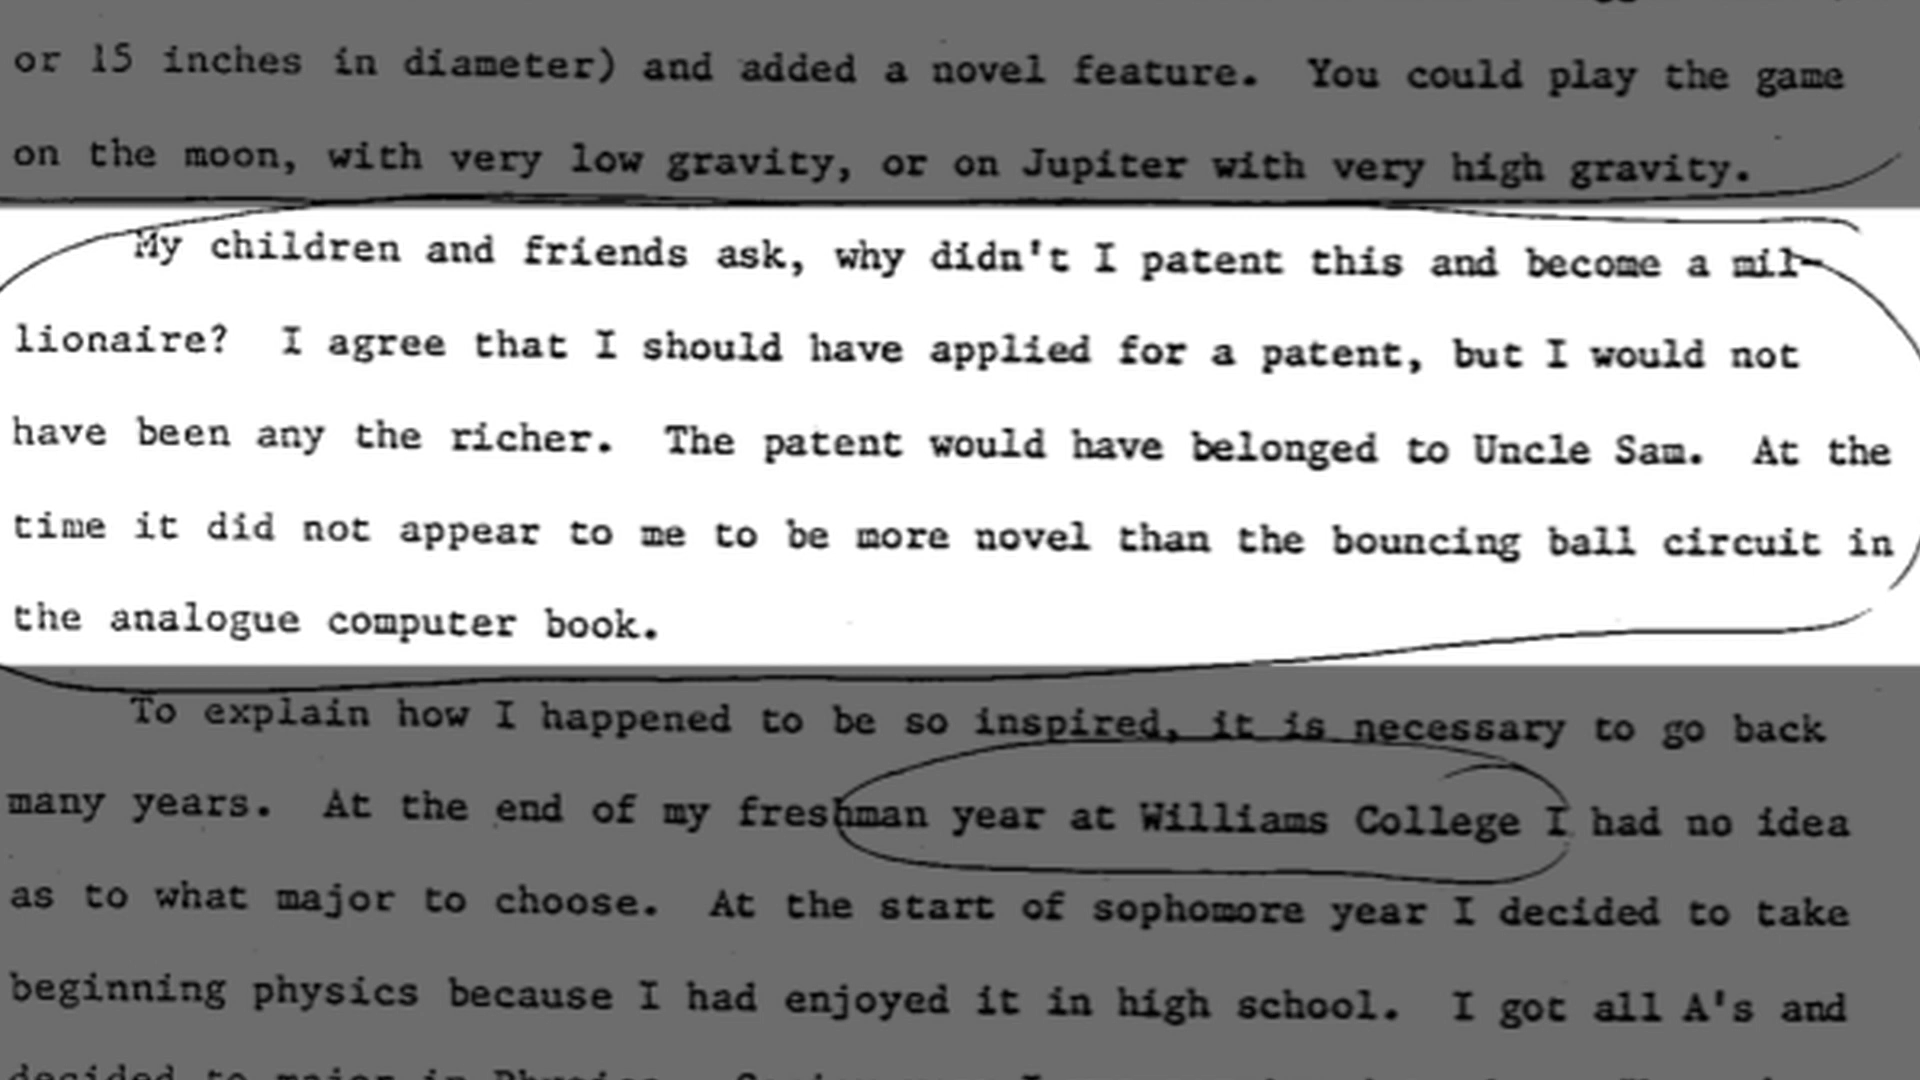 or 15 inches in diameter) and added a novel feature. You could play the game
on the moon, with very low gravity, or on Jupiter with very high gravity.
My children and friends ask, why didn't I patent this and become a mil-
lionaire? I agree that I should have applied for a patent, but I would not
have been any the richer. The patent would have belonged to Uncle Sam. At the
time it did not appear to me to be more novel than the bouncing ball circuit in
the analogue computer book.
To explain how I happened to be so inspired, it is necessary to go back
many years. At the end of my freshman year at Williams College I had no idea
as to what major to choose. At the start of sophomore year I decided to take
beginning physics because I had enjoyed it in high school. I got all A's and
decided to major in Physics.